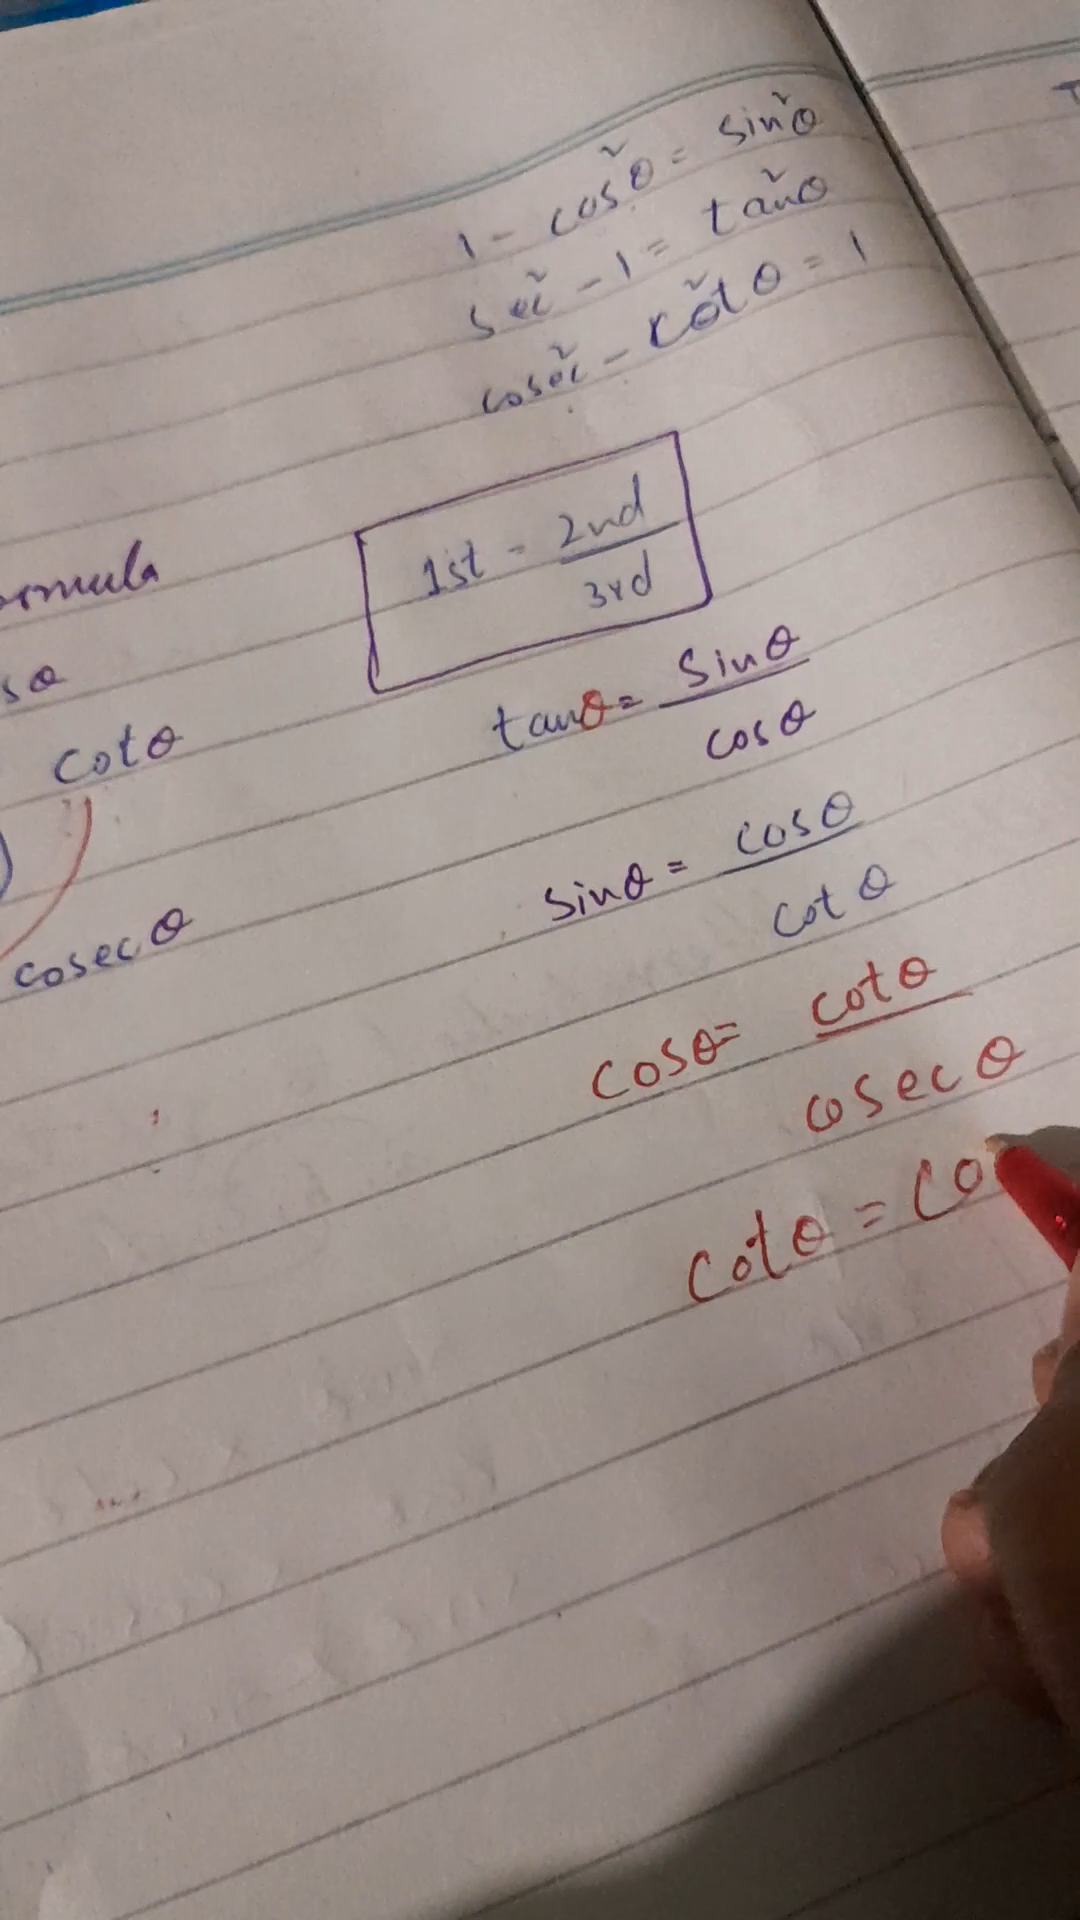 1 - cos²θ = sin²θ
sec² - 1 = tan²θ
cosec² - cot²θ = 1
1st = 2nd
3rd
sθ
tanθ = sinθ
cosθ
cotθ
sinθ = cosθ
cotθ
cosecθ
cosθ = cotθ
cosecθ
cotθ = co